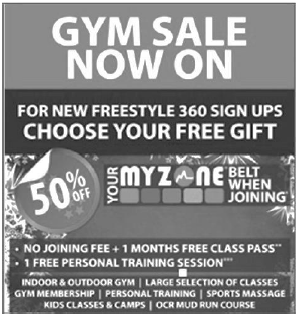 GYM SALE
NOW ON
FOR NEW FREESTYLE 360 SIGN UPS
CHOOSE YOUR FREE GIFT
50% OFF
YOUR MYZONE BELT WHEN JOINING*
• NO JOINING FEE + 1 MONTHS FREE CLASS PASS**
• 1 FREE PERSONAL TRAINING SESSION***
INDOOR & OUTDOOR GYM | LARGE SELECTION OF CLASSES
GYM MEMBERSHIP | PERSONAL TRAINING | SPORTS MASSAGE
KIDS CLASSES & CAMPS | OCR MUD RUN COURSE